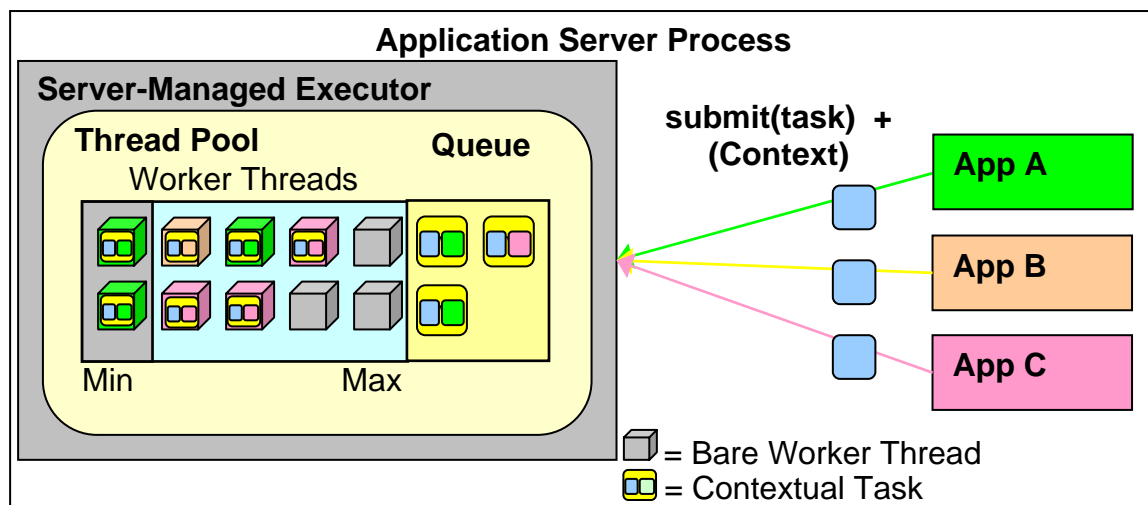 Application Server Process
Server-Managed Executor
Thread Pool
Queue
Worker Threads
Min
Max
submit(task) +
(Context)
App A
App B
App C
= Bare Worker Thread
= Contextual Task